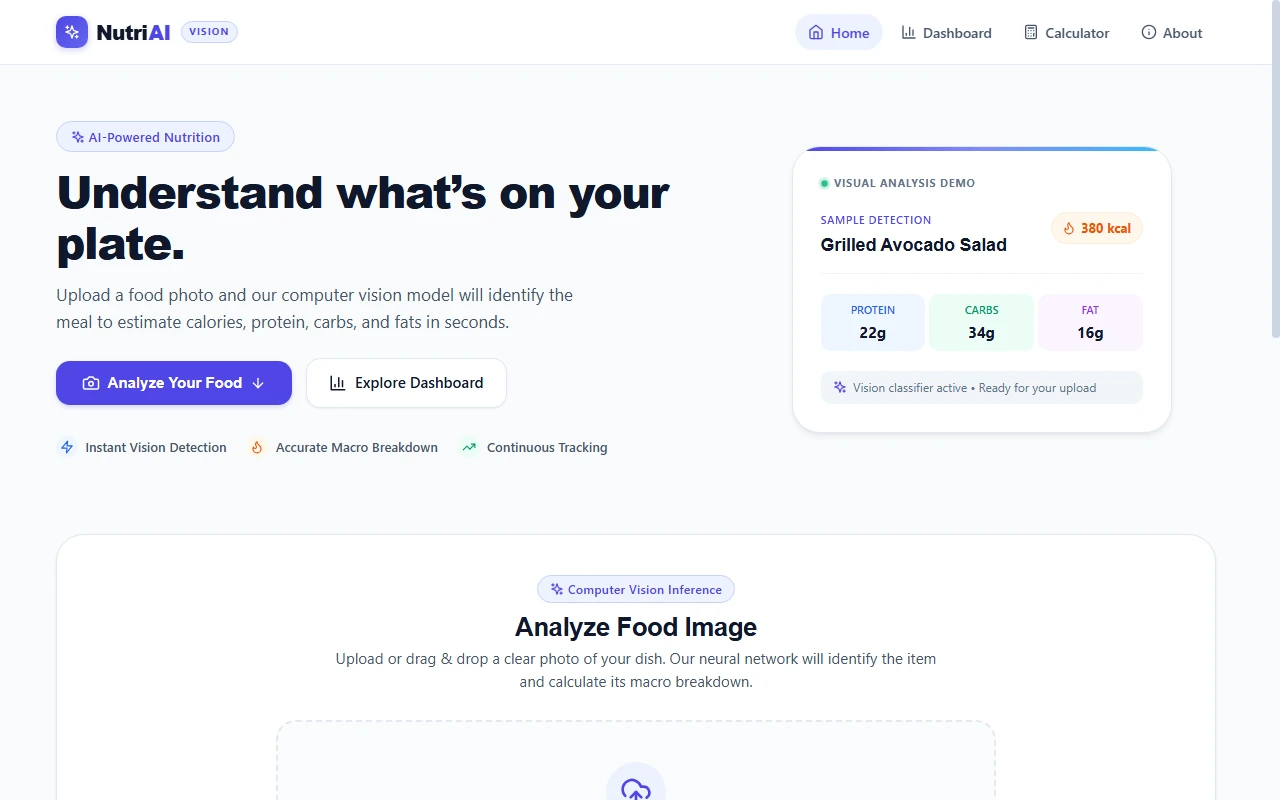 NutriAI VISION
Home Dashboard Calculator About
AI-Powered Nutrition
Understand what’s on your
plate.
Upload a food photo and our computer vision model will identify the
meal to estimate calories, protein, carbs, and fats in seconds.
Analyze Your Food
Explore Dashboard
Instant Vision Detection
Accurate Macro Breakdown
Continuous Tracking
VISUAL ANALYSIS DEMO
SAMPLE DETECTION
Grilled Avocado Salad
380 kcal
PROTEIN
22g
CARBS
34g
FAT
16g
Vision classifier active • Ready for your upload
Computer Vision Inference
Analyze Food Image
Upload or drag & drop a clear photo of your dish. Our neural network will identify the item
and calculate its macro breakdown.